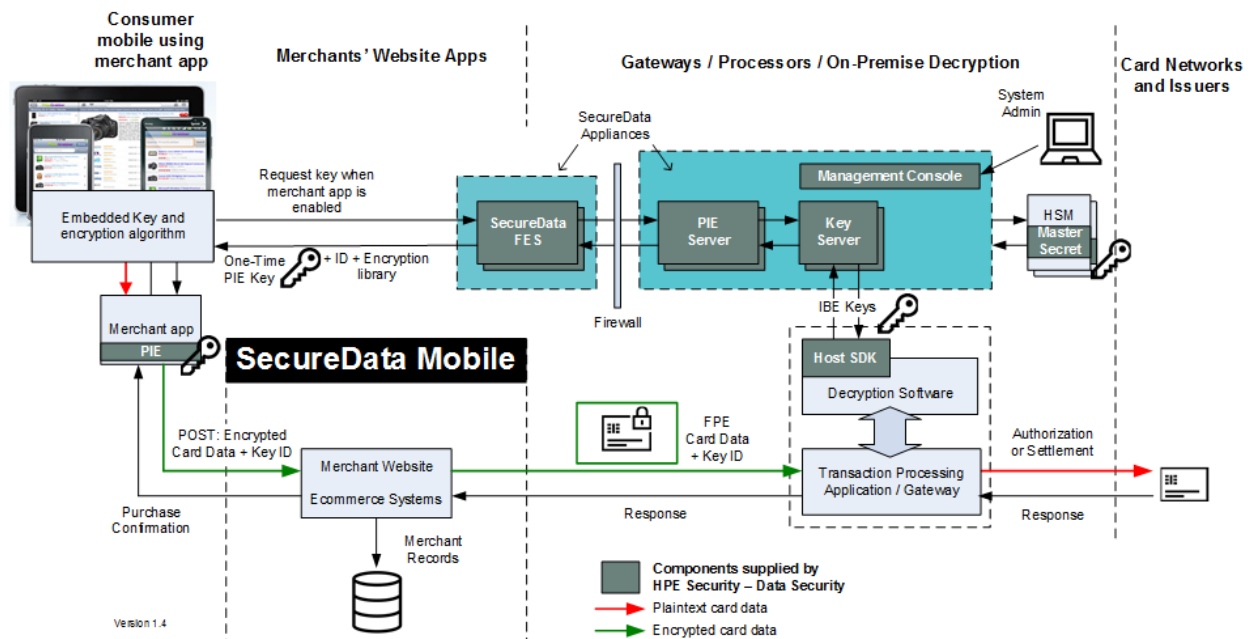 Consumer
mobile using
merchant app
Merchants' Website Apps
Gateways / Processors / On-Premise Decryption
Card Networks
and Issuers
SecureData
Appliances
System
Admin
Management Console
Request key when
merchant app is
enabled
Embedded Key and
encryption algorithm
SecureData
FES
PIE
Server
Key
Server
HSM
Master
Secret
One-Time
PIE Key
+ ID + Encryption
library
Firewall
IBE Keys
Merchant app
PIE
SecureData Mobile
Host SDK
Decryption Software
POST: Encrypted
Card Data + Key ID
FPE
Card Data
+ Key ID
Authorization
or Settlement
Merchant Website
Ecommerce Systems
Transaction Processing
Application / Gateway
Purchase
Confirmation
Response
Response
Merchant
Records
Components supplied by
HPE Security – Data Security
Plaintext card data
Encrypted card data
Version 1.4